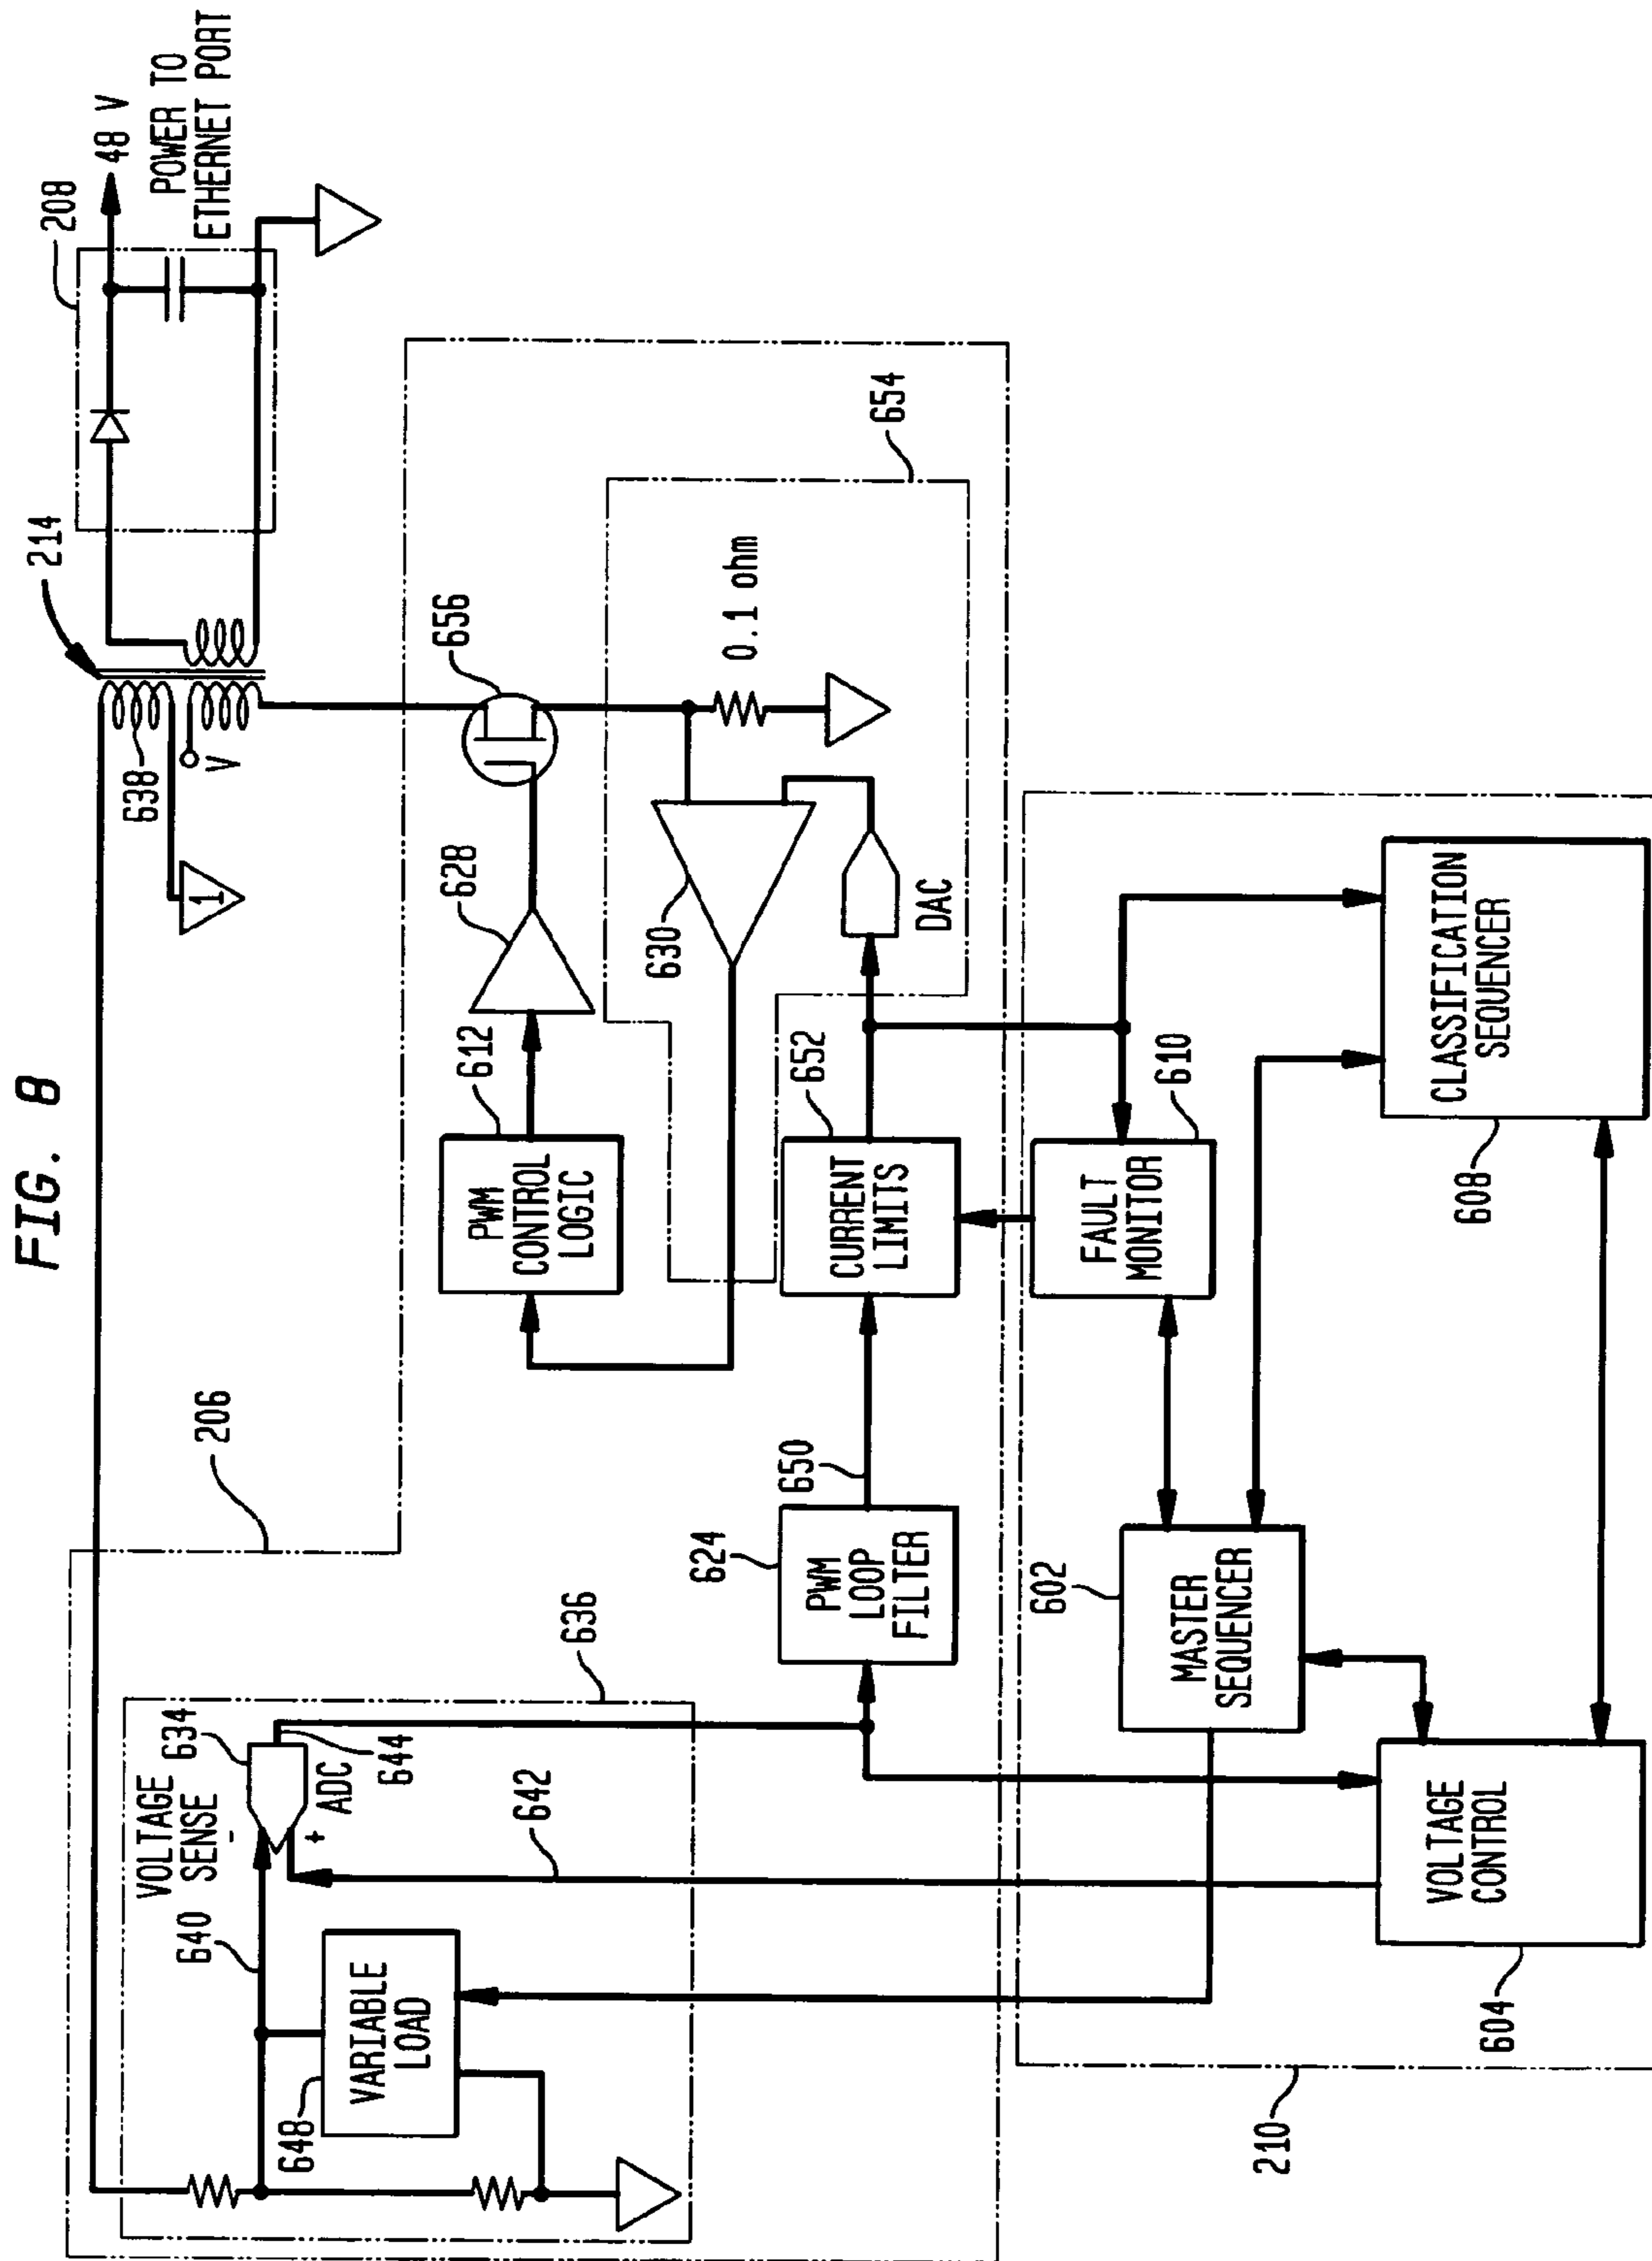 FIG. 8
206
214
208
48 V
POWER TO
ETHERNET PORT
638
V
1
VOLTAGE
SENSE
634
-
+
ADC
644
636
640
648
VARIABLE
LOAD
642
656
628
612
PWM
CONTROL
LOGIC
630
0.1 ohm
654
DAC
624
PWM
LOOP
FILTER
650
652
CURRENT
LIMITS
602
MASTER
SEQUENCER
610
FAULT
MONITOR
604
VOLTAGE
CONTROL
608
CLASSIFICATION
SEQUENCER
210